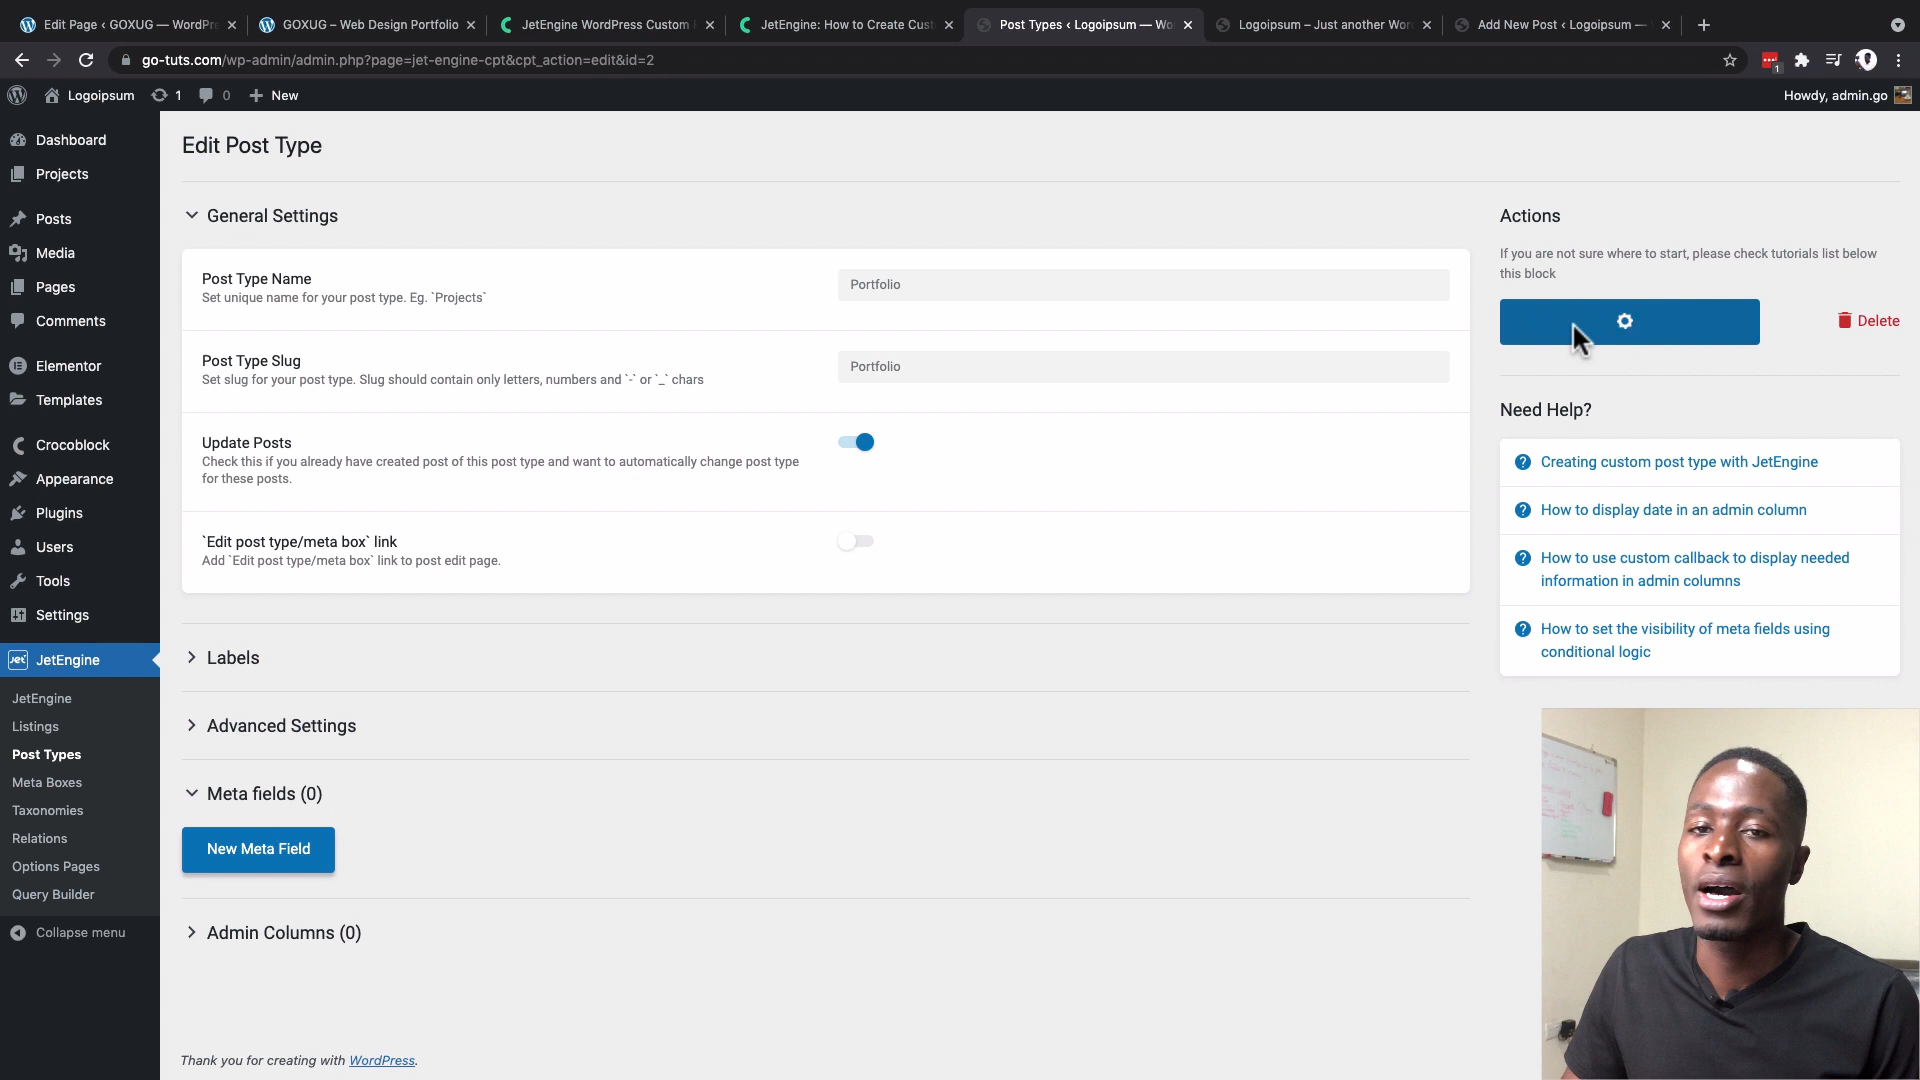 Edit Page ‹ GOXUG — WordPr
GOXUG – Web Design Portfolio
JetEngine WordPress Custom
JetEngine: How to Create Cust
Post Types ‹ Logoipsum — Wo
Logoipsum – Just another Wor
Add New Post ‹ Logoipsum —
go-tuts.com/wp-admin/admin.php?page=jet-engine-cpt&cpt_action=edit&id=2
1
Logoipsum
1
0
New
Howdy, admin.go
Dashboard
Projects
Posts
Media
Pages
Comments
Elementor
Templates
Crocoblock
Appearance
Plugins
Users
Tools
Settings
Jet
JetEngine
JetEngine
Listings
Post Types
Meta Boxes
Taxonomies
Relations
Options Pages
Query Builder
Collapse menu
Edit Post Type
General Settings
Post Type Name
Set unique name for your post type. Eg. `Projects`
Portfolio
Post Type Slug
Set slug for your post type. Slug should contain only letters, numbers and `-` or `_` chars
Portfolio
Update Posts
Check this if you already have created post of this post type and want to automatically change post type
for these posts.
`Edit post type/meta box` link
Add `Edit post type/meta box` link to post edit page.
Labels
Advanced Settings
Meta fields (0)
New Meta Field
Admin Columns (0)
Thank you for creating with WordPress.
Actions
If you are not sure where to start, please check tutorials list below
this block
Delete
Need Help?
Creating custom post type with JetEngine
How to display date in an admin column
How to use custom callback to display needed
information in admin columns
How to set the visibility of meta fields using
conditional logic